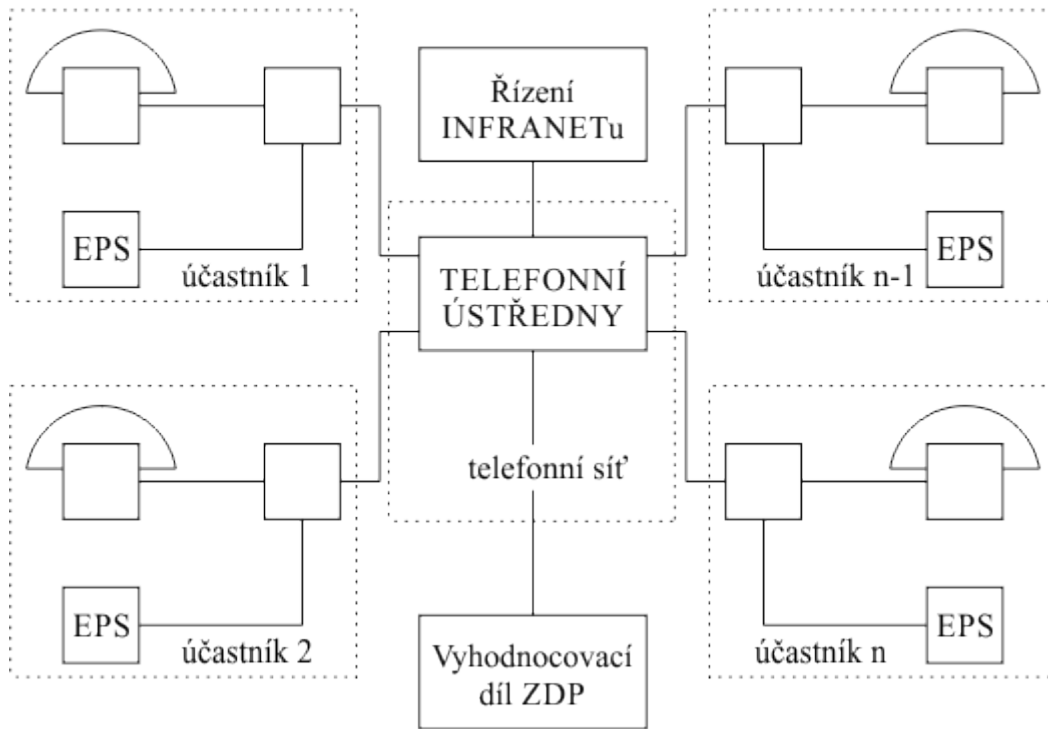 Řízení
INFRANETu
EPS
účastník 1
TELEFONNÍ
ÚSTŘEDNY
účastník n-1
EPS
telefonní síť
EPS
účastník 2
Vyhodnocovací
díl ZDP
účastník n
EPS